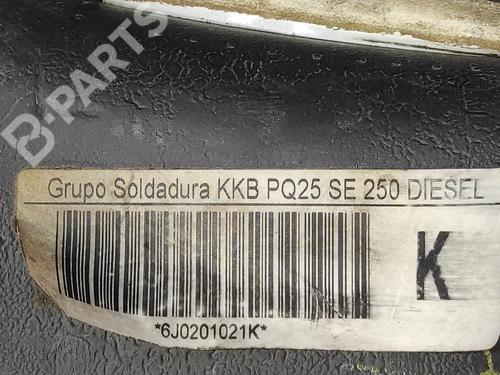 B-PARTS
Grupo Soldadura KKB PQ25 SE 250 DIESEL
K
*6J0201021K*